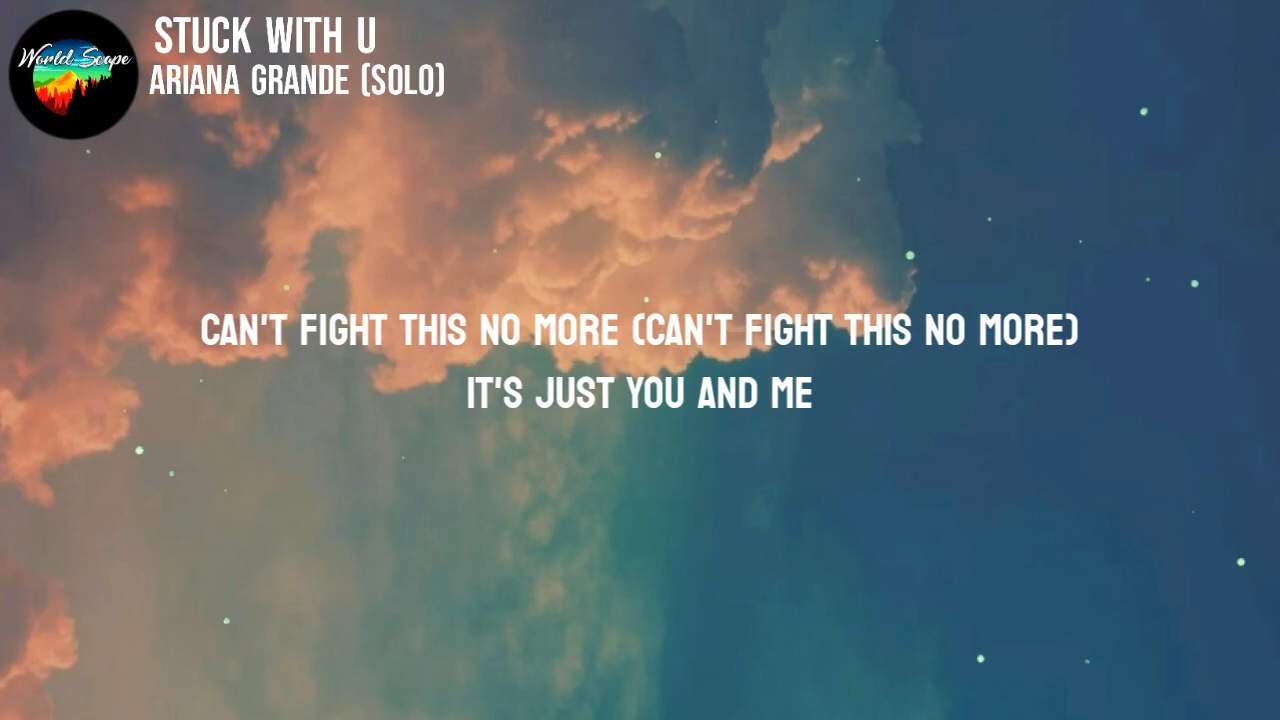 World Scape
STUCK WITH U
ARIANA GRANDE (SOLO)
CAN'T FIGHT THIS NO MORE (CAN'T FIGHT THIS NO MORE)
IT'S JUST YOU AND ME